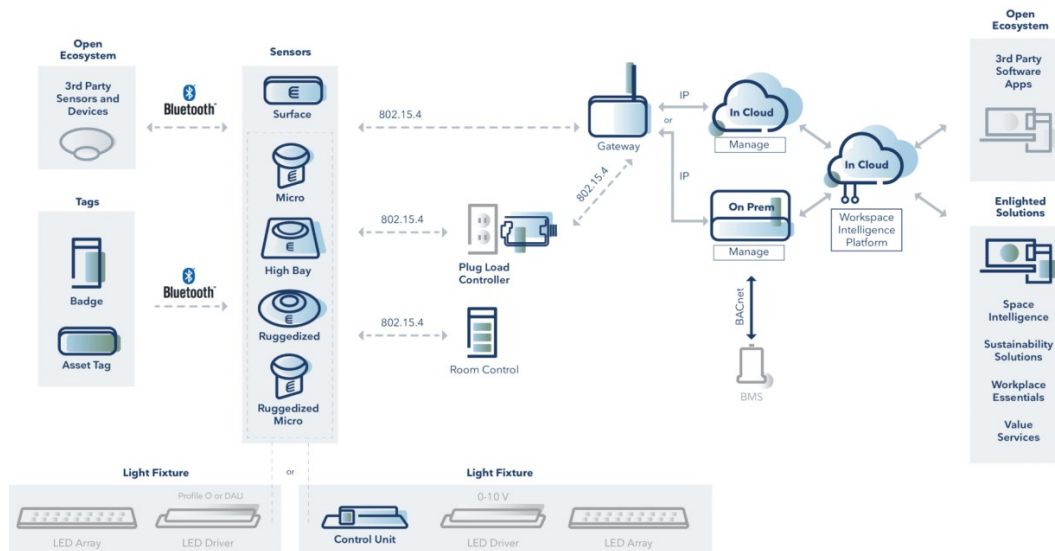 Open
Ecosystem
3rd Party
Sensors and
Devices
Bluetooth™
Tags
Badge
Asset Tag
Bluetooth™
Sensors
Surface
Micro
High Bay
Ruggedized
Ruggedized
Micro
802.15.4
802.15.4
802.15.4
802.15.4
Plug Load
Controller
Room Control
Gateway
IP
or
IP
In Cloud
Manage
On Prem
Manage
BACnet
BMS
In Cloud
Workspace
Intelligence
Platform
Open
Ecosystem
3rd Party
Software
Apps
Enlighted
Solutions
Space
Intelligence
Sustainability
Solutions
Workplace
Essentials
Value
Services
Light Fixture
or
Light Fixture
Profile O or DALI
LED Array
LED Driver
Control Unit
0-10 V
LED Driver
LED Array